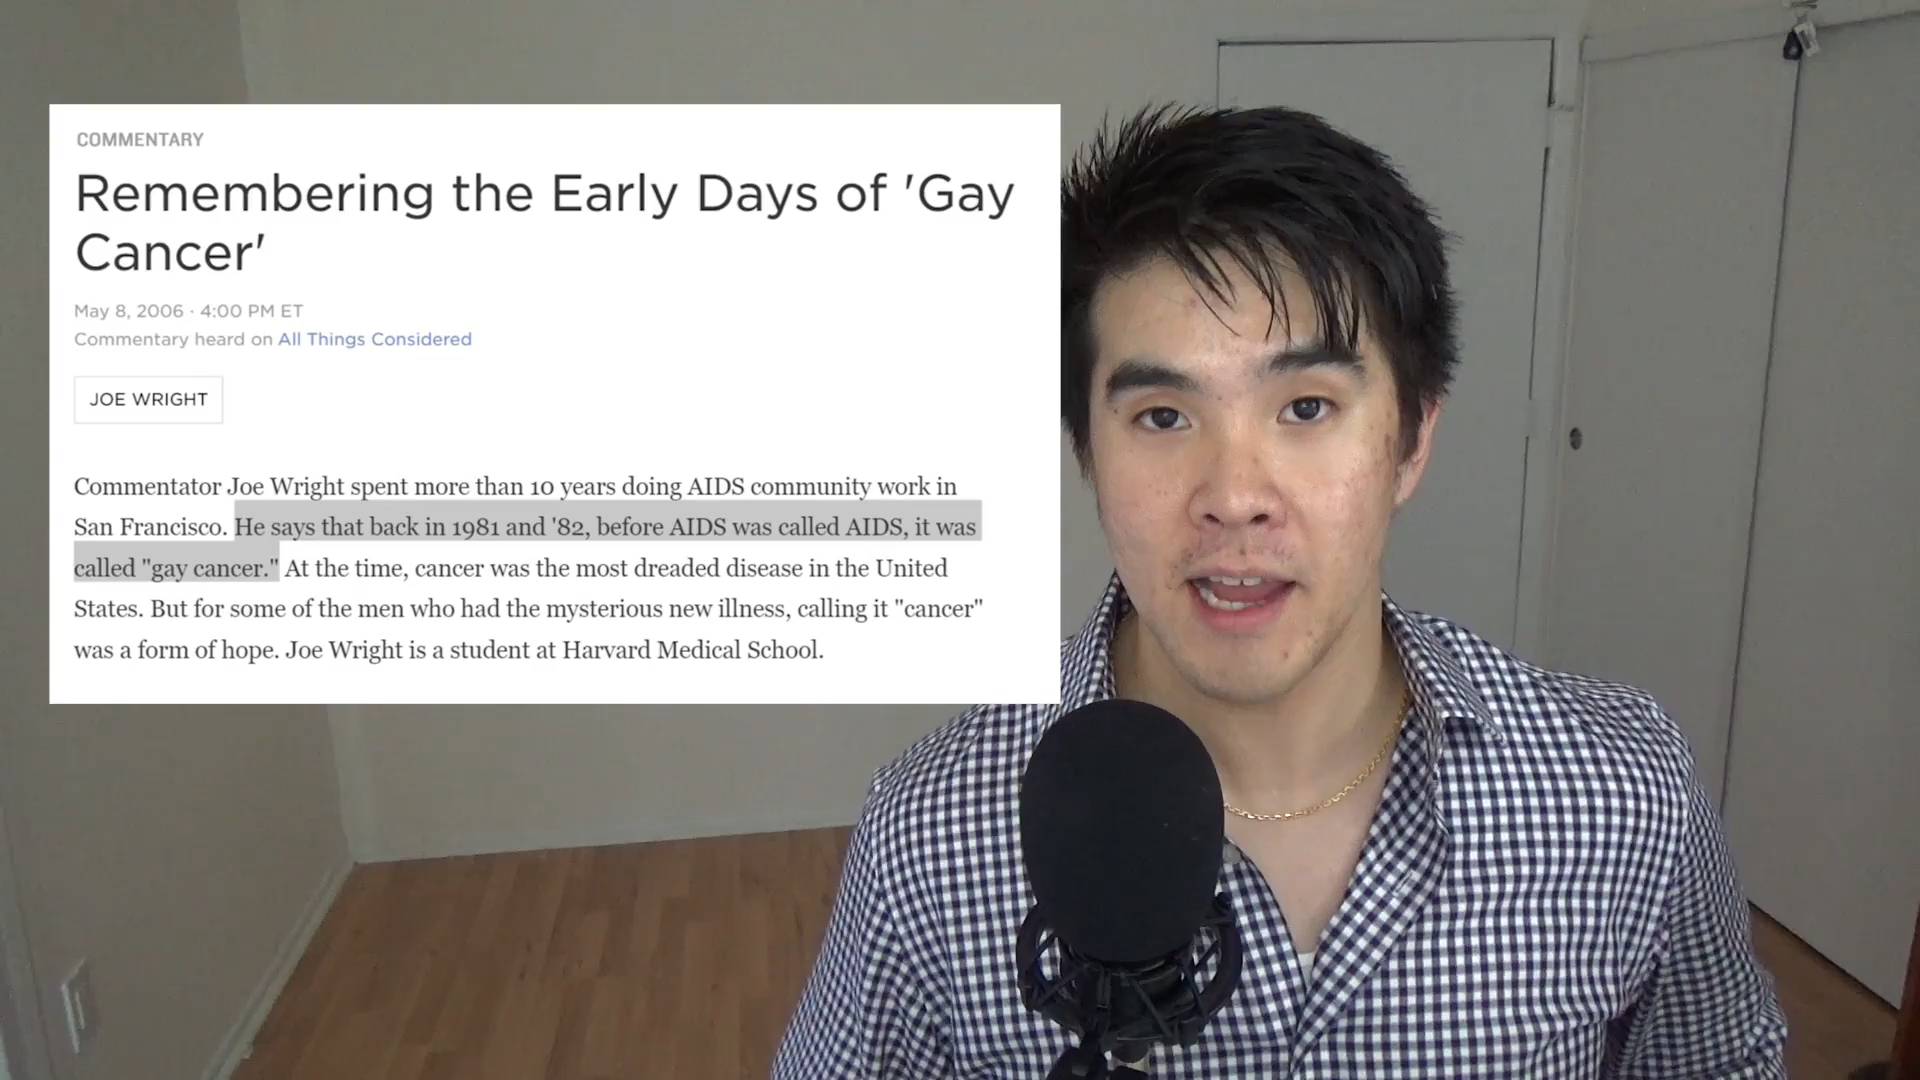 COMMENTARY
Remembering the Early Days of 'Gay
Cancer'
May 8, 2006 · 4:00 PM ET
Commentary heard on All Things Considered
JOE WRIGHT
Commentator Joe Wright spent more than 10 years doing AIDS community work in
San Francisco. He says that back in 1981 and '82, before AIDS was called AIDS, it was
called "gay cancer." At the time, cancer was the most dreaded disease in the United
States. But for some of the men who had the mysterious new illness, calling it "cancer"
was a form of hope. Joe Wright is a student at Harvard Medical School.